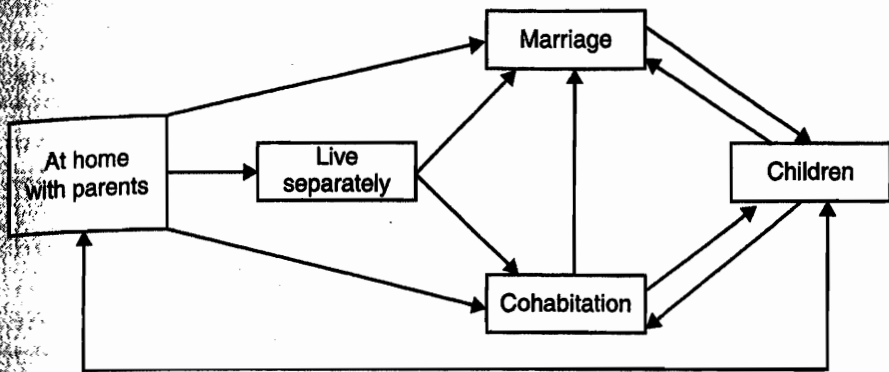 Marriage
At home
with parents
Live
separately
Children
Cohabitation